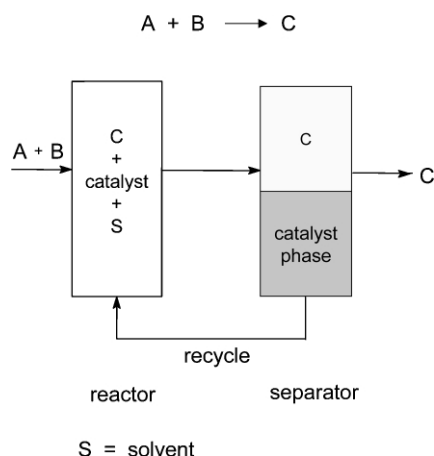 A + B ⟶ C
A + B
C
+
catalyst
+
S
C
catalyst
phase
C
recycle
reactor
separator
S = solvent